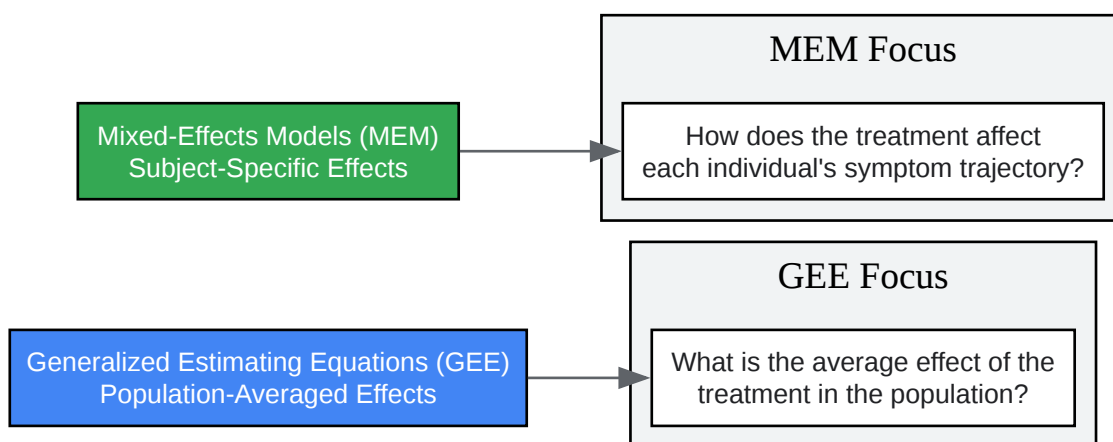 MEM Focus
Mixed-Effects Models (MEM)
Subject-Specific Effects
How does the treatment affect
each individual's symptom trajectory?
GEE Focus
Generalized Estimating Equations (GEE)
Population-Averaged Effects
What is the average effect of the
treatment in the population?